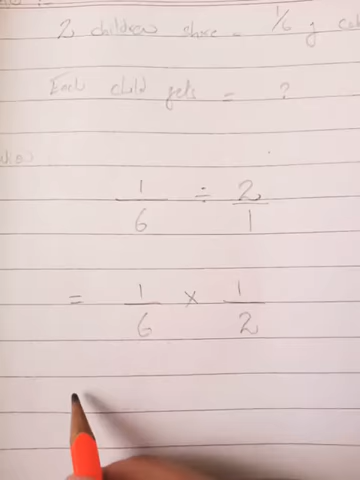 2 children share = 1/6 of
Each child gets = ?
1/6 ÷ 2/1
= 1/6 × 1/2